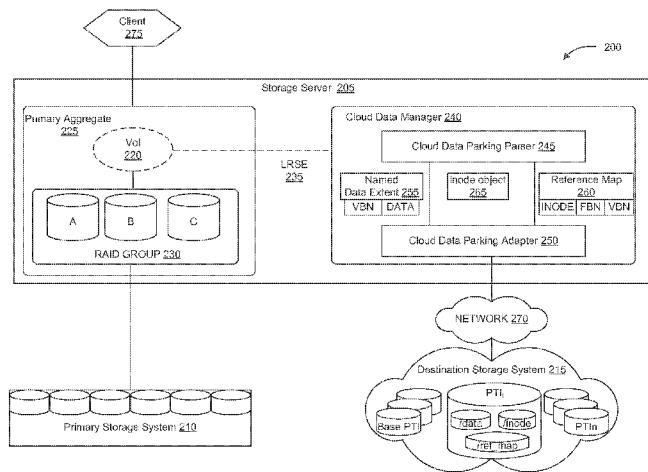 Client
275
200
Storage Server 205
Primary Aggregate
225
Vol
220
LRSE
235
A
B
C
RAID GROUP 230
Cloud Data Manager 240
Cloud Data Parking Parser 245
Named
Data Extent 255
VBN DATA
Inode object
265
Reference Map
260
INODE FBN VBN
Cloud Data Parking Adapter 250
NETWORK 270
Primary Storage System 210
Destination Storage System 215
Base PTI
PTIi
/data
/inode
/ref_map
PTIn